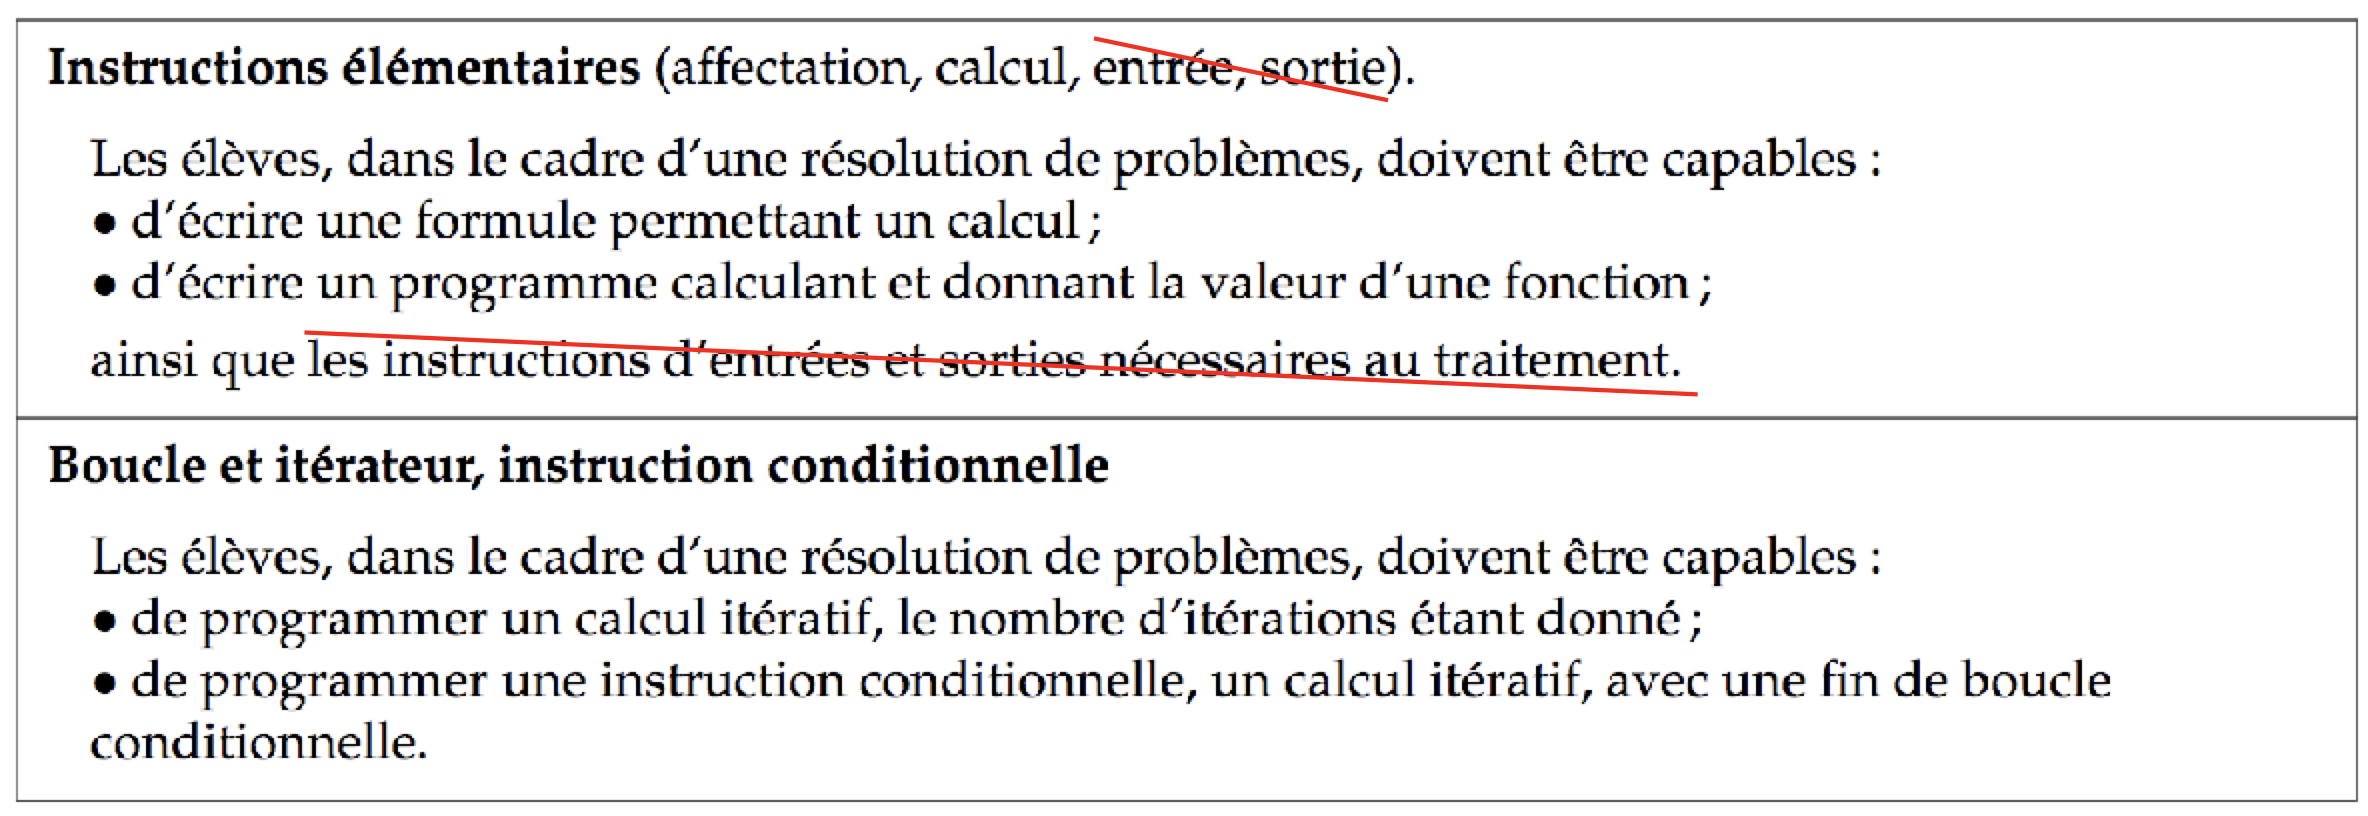 Instructions élémentaires (affectation, calcul, entrée, sortie).
Les élèves, dans le cadre d'une résolution de problèmes, doivent être capables :
• d'écrire une formule permettant un calcul ;
• d'écrire un programme calculant et donnant la valeur d'une fonction ;
ainsi que les instructions d'entrées et sorties nécessaires au traitement.
Boucle et itérateur, instruction conditionnelle
Les élèves, dans le cadre d'une résolution de problèmes, doivent être capables :
• de programmer un calcul itératif, le nombre d'itérations étant donné ;
• de programmer une instruction conditionnelle, un calcul itératif, avec une fin de boucle
conditionnelle.